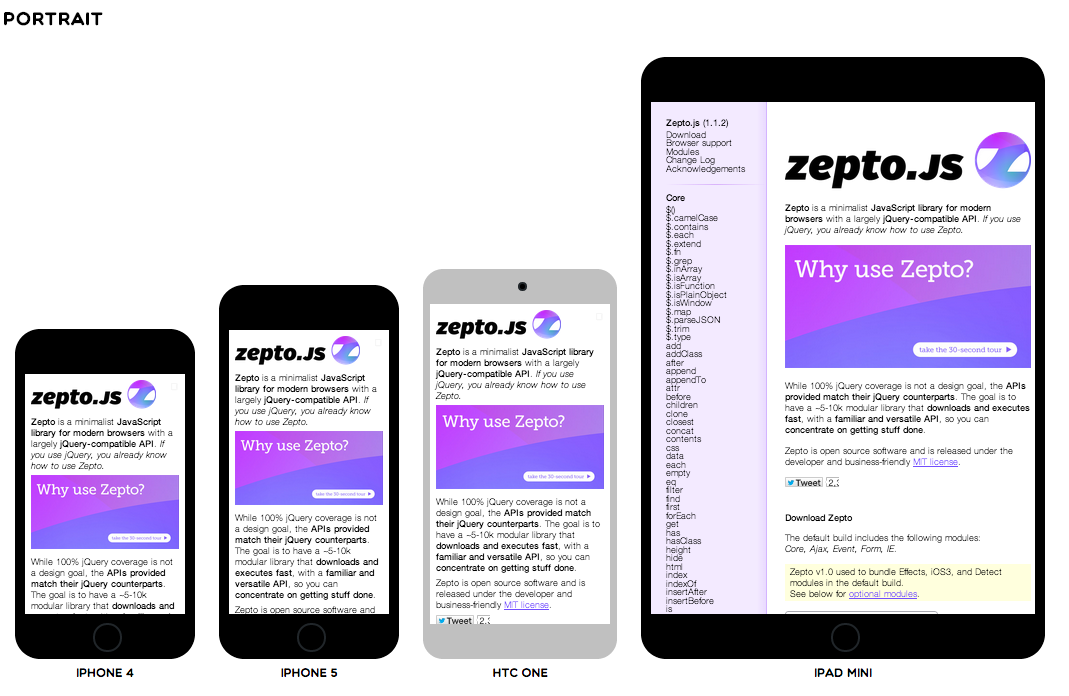 PORTRAIT
zepto.JS
Zepto is a minimalist JavaScript
library for modern browsers with a
largely jQuery-compatible API. If
you use jQuery, you already know
how to use Zepto.
Why use Zepto?
take the 30-second tour
While 100% jQuery coverage is not
a design goal, the APIs provided
match their jQuery counterparts.
The goal is to have a ~5-10k
modular library that downloads and
IPHONE 4
zepto.JS
Zepto is a minimalist JavaScript
library for modern browsers with a
largely jQuery-compatible API. If
you use jQuery, you already know
how to use Zepto.
Why use Zepto?
take the 30-second tour
While 100% jQuery coverage is not
a design goal, the APIs provided
match their jQuery counterparts.
The goal is to have a ~5-10k
modular library that downloads and
executes fast, with a familiar and
versatile API, so you can
concentrate on getting stuff done.
Zepto is open source software and
IPHONE 5
zepto.JS
Zepto is a minimalist JavaScript library
for modern browsers with a largely
jQuery-compatible API. If you use
jQuery, you already know how to use
Zepto.
Why use Zepto?
take the 30-second tour
While 100% jQuery coverage is not a
design goal, the APIs provided match
their jQuery counterparts. The goal is to
have a ~5-10k modular library that
downloads and executes fast, with a
familiar and versatile API, so you can
concentrate on getting stuff done.
Zepto is open source software and is
released under the developer and
business-friendly MIT license.
Tweet
HTC ONE
Zepto.js (1.1.2)
Download
Browser support
Modules
Change Log
Acknowledgements
Core
$()
$.camelCase
$.contains
$.each
$.extend
$.fn
$.grep
$.inArray
$.isArray
$.isFunction
$.isPlainObject
$.isWindow
$.map
$.parseJSON
$.trim
$.type
add
addClass
after
append
appendTo
attr
before
children
clone
closest
concat
contents
css
data
each
empty
eq
filter
find
first
forEach
get
has
hasClass
height
hide
html
index
indexOf
insertAfter
insertBefore
is
zepto.JS
Zepto is a minimalist JavaScript library for modern
browsers with a largely jQuery-compatible API. If you use
jQuery, you already know how to use Zepto.
Why use Zepto?
take the 30-second tour
While 100% jQuery coverage is not a design goal, the APIs
provided match their jQuery counterparts. The goal is to
have a ~5-10k modular library that downloads and executes
fast, with a familiar and versatile API, so you can
concentrate on getting stuff done.
Zepto is open source software and is released under the
developer and business-friendly MIT license.
Tweet
Download Zepto
The default build includes the following modules:
Core, Ajax, Event, Form, IE.
Zepto v1.0 used to bundle Effects, iOS3, and Detect
modules in the default build.
See below for optional modules.
IPAD MINI